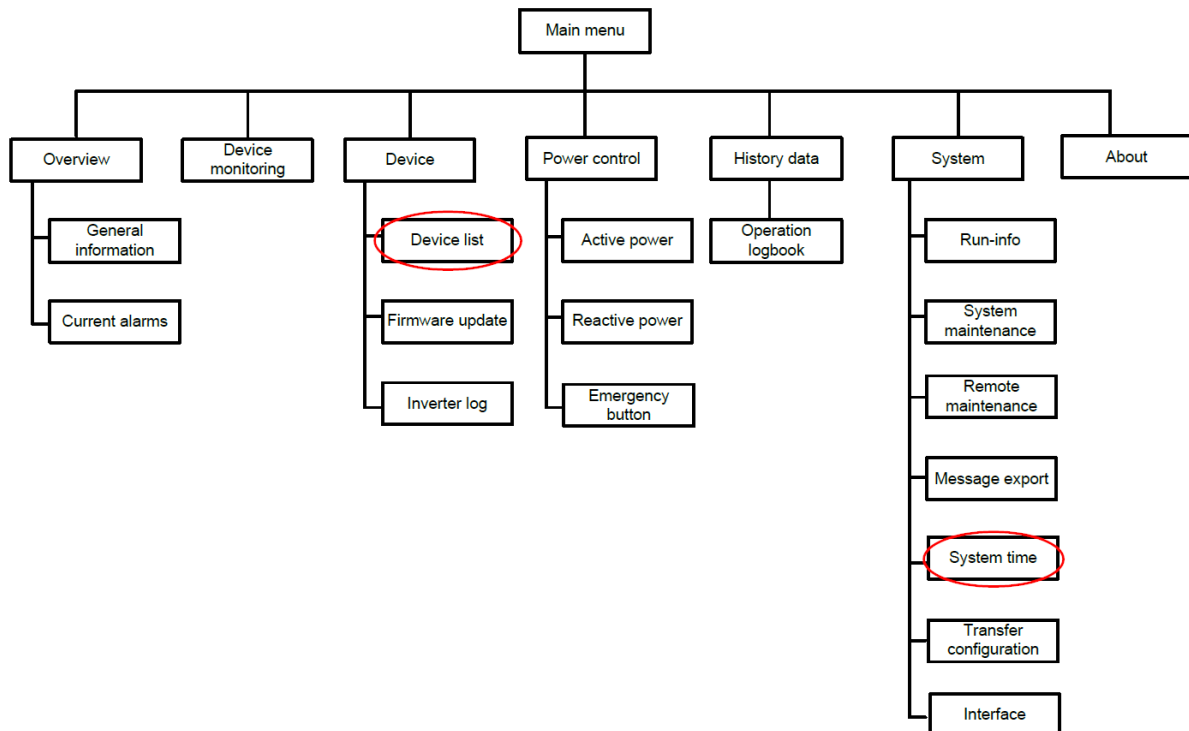 Main menu
Overview
Device
monitoring
Device
Power control
History data
System
About
General
information
Device list
Active power
Operation
logbook
Run-info
Current alarms
Firmware update
Reactive power
System
maintenance
Inverter log
Emergency
button
Remote
maintenance
Message export
System time
Transfer
configuration
Interface